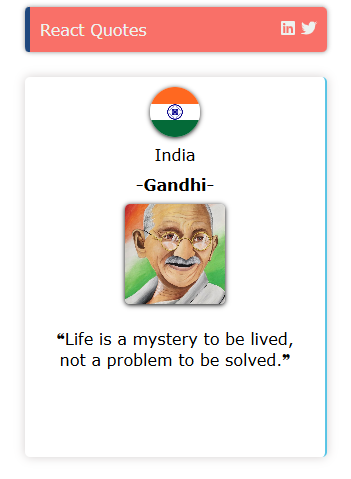 React Quotes
India
-Gandhi-
❝Life is a mystery to be lived,
not a problem to be solved.❞